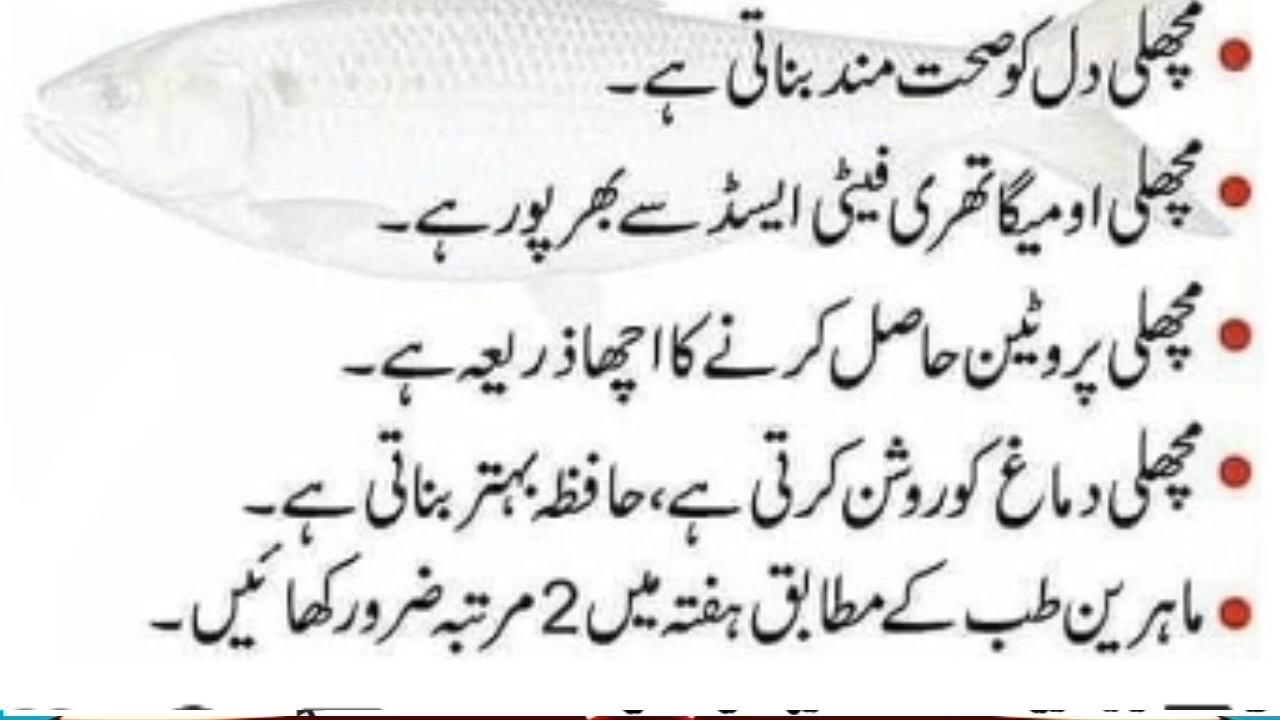 مچھلی دل کو صحت مند بناتی ہے۔
مچھلی اومیگا تھری فیٹی ایسڈ سے بھرپور ہے۔
مچھلی پروٹین حاصل کرنے کا اچھا ذریعہ ہے۔
مچھلی دماغ کو روشن کرتی ہے، حافظہ بہتر بناتی ہے۔
ماہرین طب کے مطابق ہفتہ میں 2 مرتبہ ضرور کھائیں۔